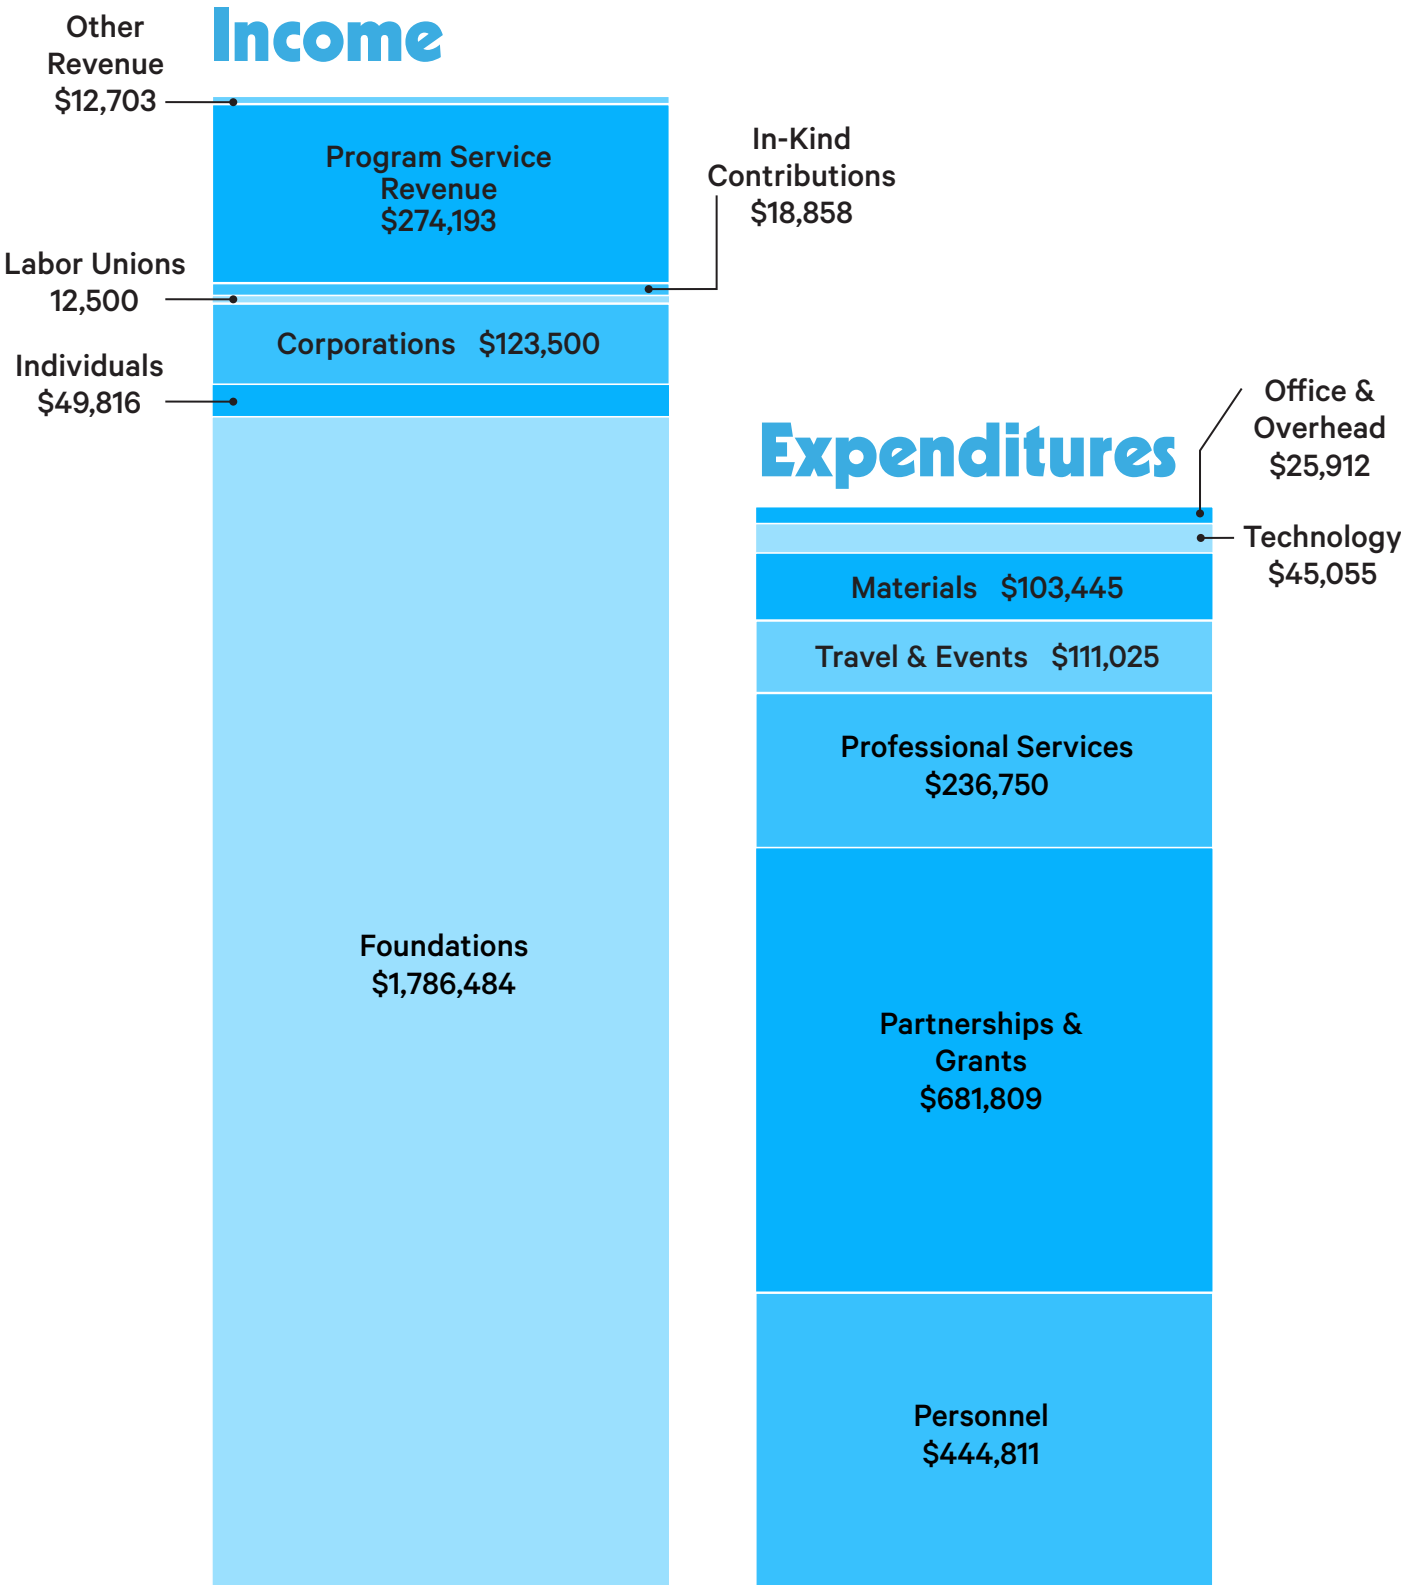 Income
Other
Revenue
$12,703
Program Service
Revenue
$274,193
In-Kind
Contributions
$18,858
Labor Unions
12,500
Corporations $123,500
Individuals
$49,816
Foundations
$1,786,484
Expenditures
Office &
Overhead
$25,912
Technology
$45,055
Materials $103,445
Travel & Events $111,025
Professional Services
$236,750
Partnerships &
Grants
$681,809
Personnel
$444,811